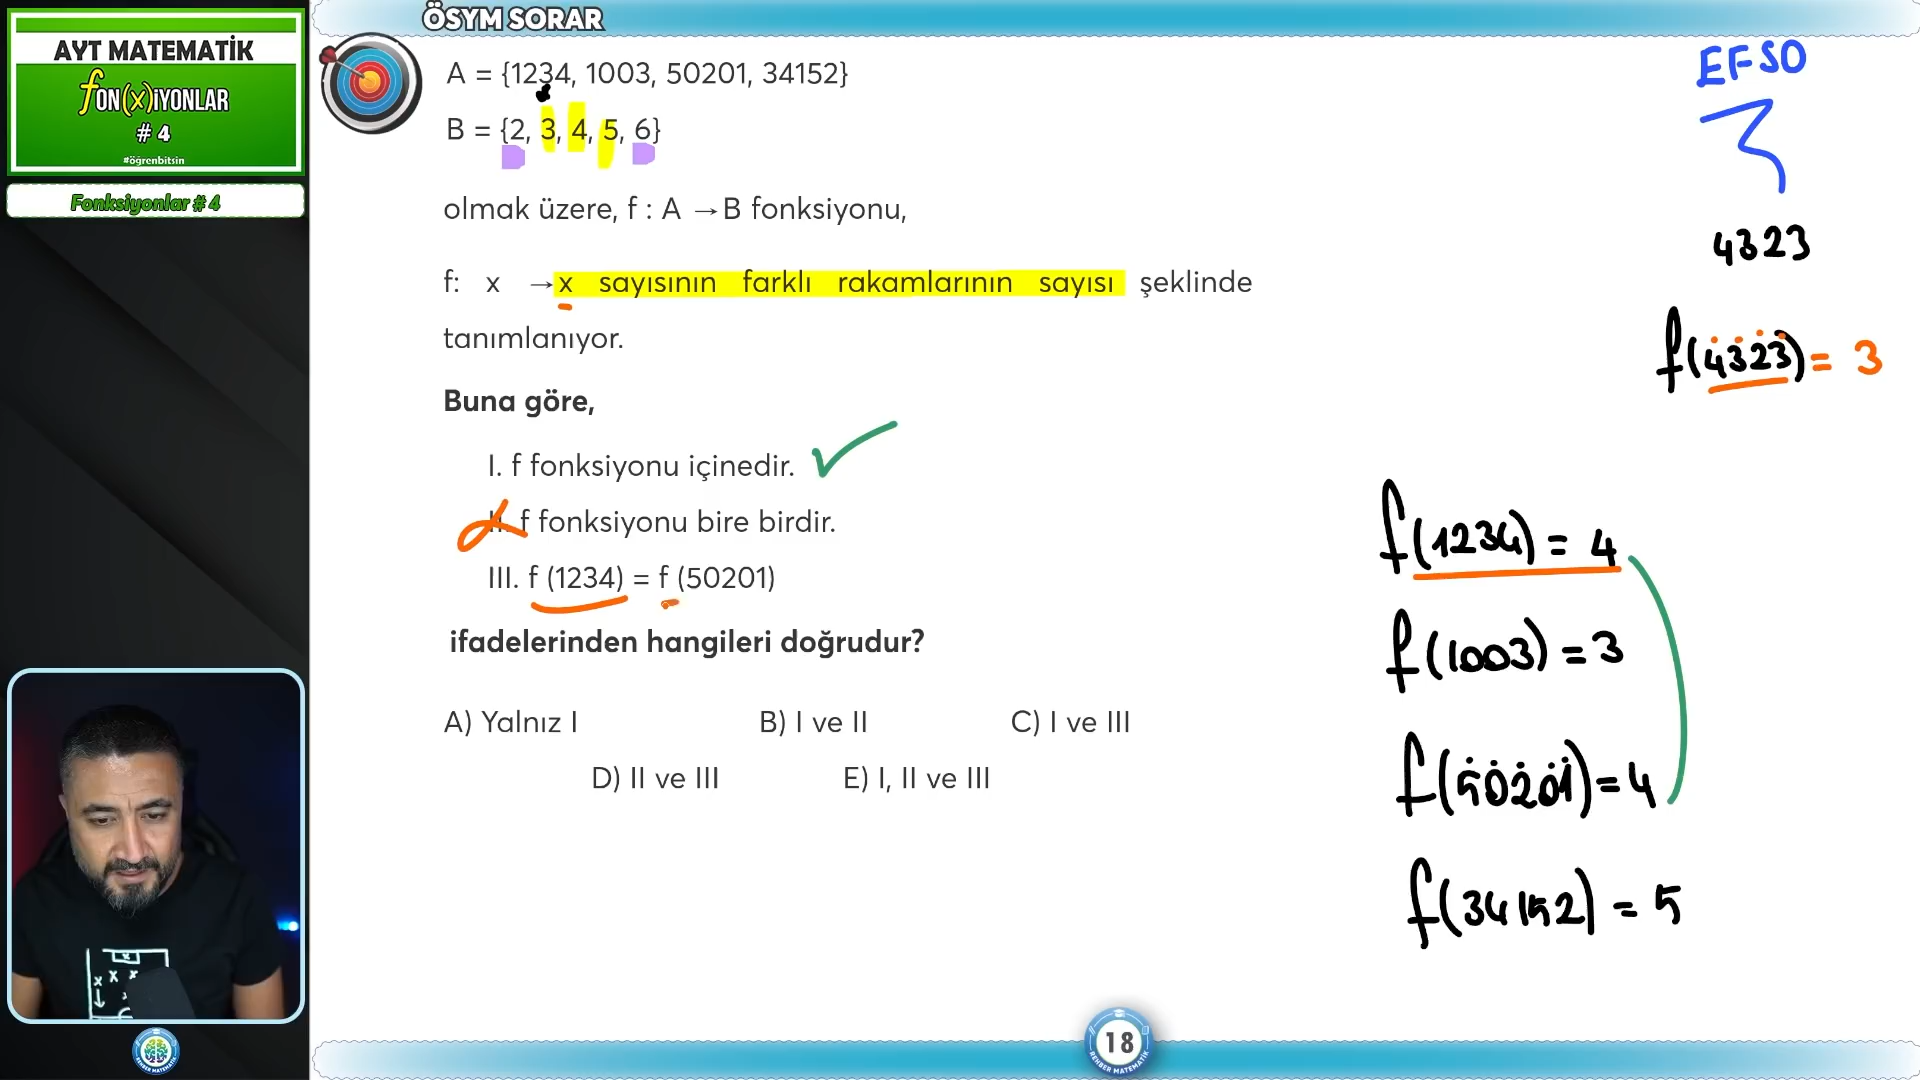 ÖSYM SORAR
AYT MATEMATİK
fON(x)İYONLAR
# 4
#öğrenbitsin
Fonksiyonlar # 4
A = {1234, 1003, 50201, 34152}
B = {2, 3, 4, 5, 6}
olmak üzere, f : A → B fonksiyonu,
f: x → x sayısının farklı rakamlarının sayısı şeklinde
tanımlanıyor.
Buna göre,
I. f fonksiyonu içinedir.
II. f fonksiyonu bire birdir.
III. f (1234) = f (50201)
ifadelerinden hangileri doğrudur?
A) Yalnız I B) I ve II C) I ve III
D) II ve III E) I, II ve III
EFSO
4323
f(4323) = 3
f(1234) = 4
f(1003) = 3
f(50201) = 4
f(34152) = 5
18
REHBER MATEMATİK